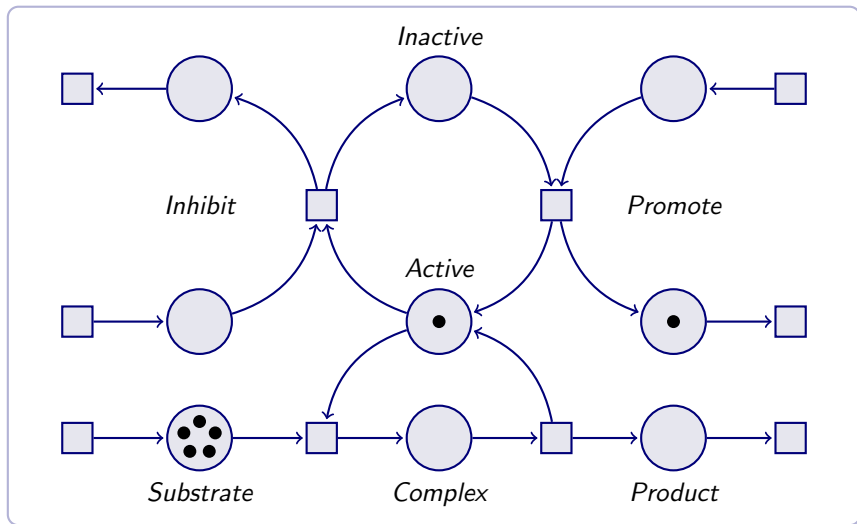 Inactive
Inhibit
Promote
Active
Substrate
Complex
Product